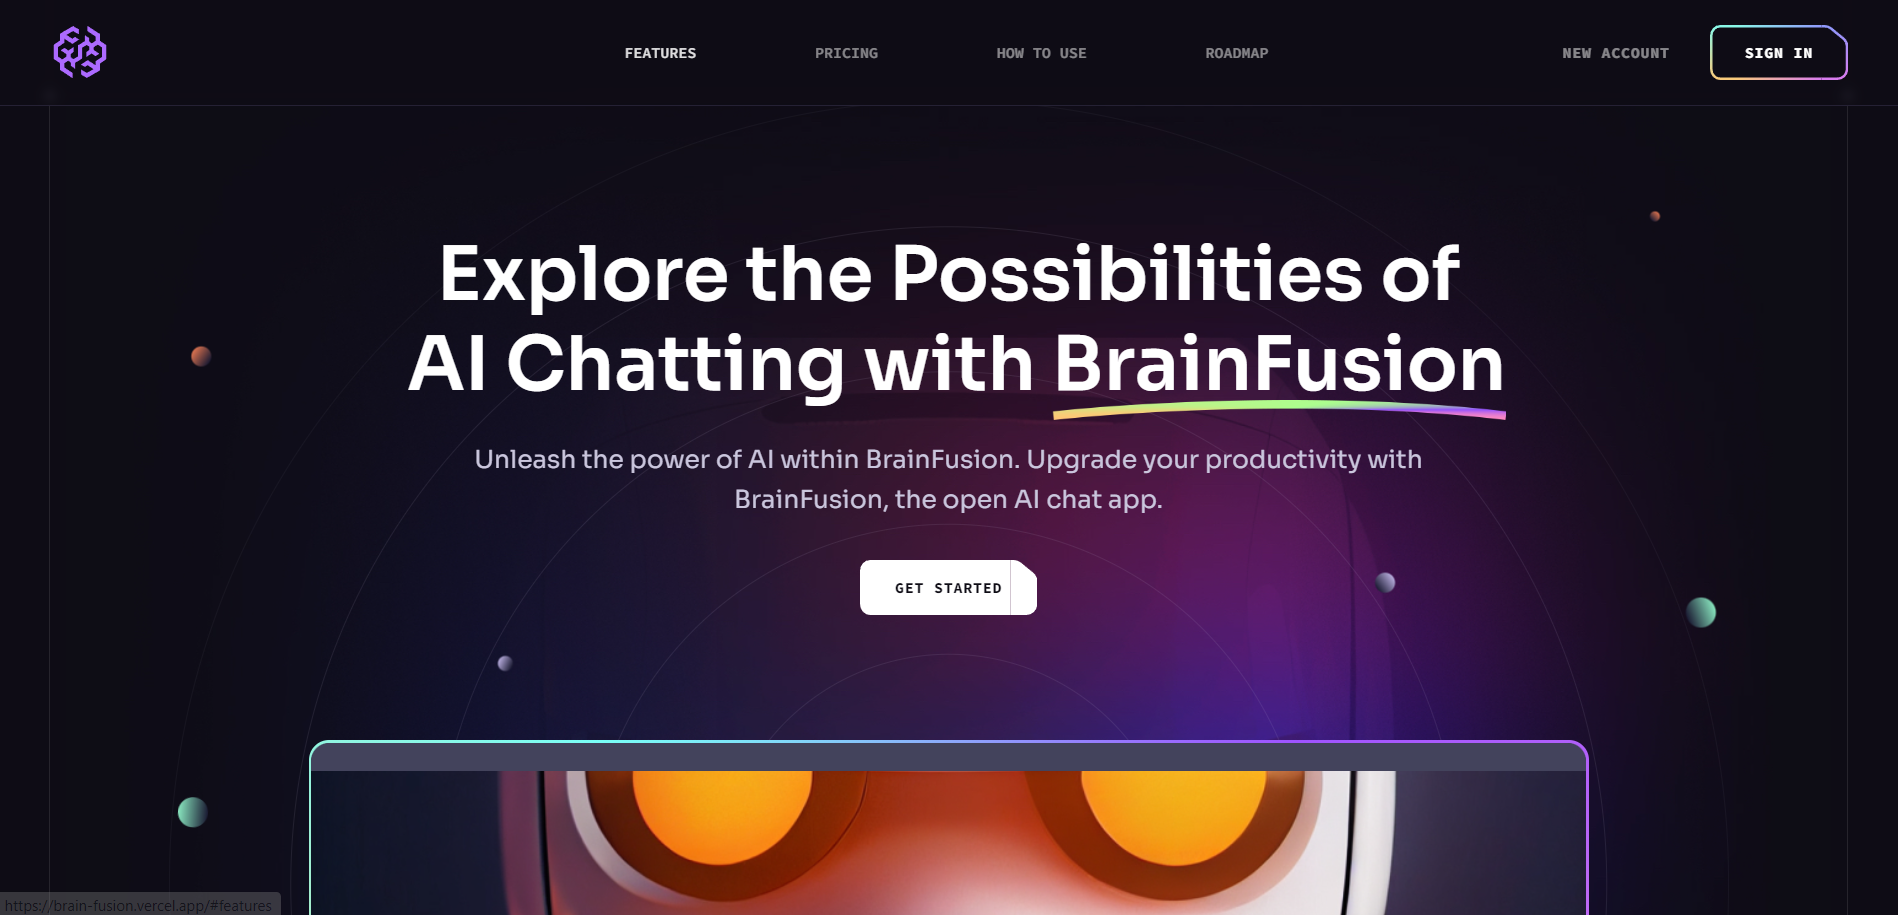 FEATURES
PRICING
HOW TO USE
ROADMAP
NEW ACCOUNT
SIGN IN
Explore the Possibilities of
AI Chatting with BrainFusion
Unleash the power of AI within BrainFusion. Upgrade your productivity with
BrainFusion, the open AI chat app.
GET STARTED
https://brain-fusion.vercel.app/#features